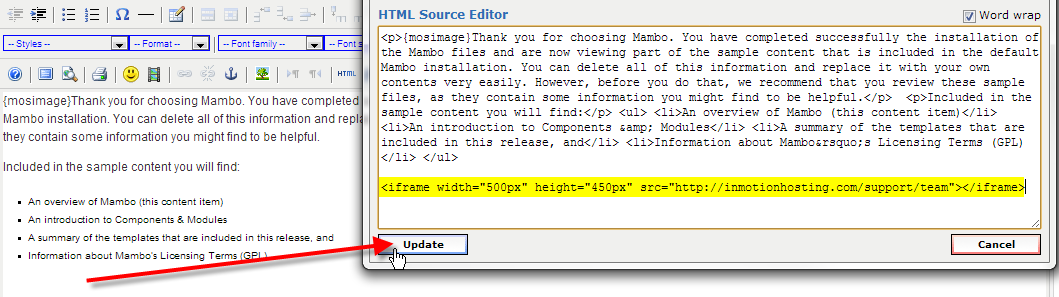 -- Styles --
-- Format --
-- Font family --
-- Font s
HTML
{mosimage}Thank you for choosing Mambo. You have completed
Mambo installation. You can delete all of this information and repla
they contain some information you might find to be helpful.
Included in the sample content you will find:
An overview of Mambo (this content item)
An introduction to Components & Modules
A summary of the templates that are included in this release, and
Information about Mambo's Licensing Terms (GPL)
HTML Source Editor
Word wrap
<p>{mosimage}Thank you for choosing Mambo. You have completed successfully the installation of
the Mambo files and are now viewing part of the sample content that is included in the default
Mambo installation. You can delete all of this information and replace it with your own
contents very easily. However, before you do that, we recommend that you review these sample
files, as they contain some information you might find to be helpful.</p>  <p>Included in the
sample content you will find:</p> <ul> <li>An overview of Mambo (this content item)</li>
<li>An introduction to Components &amp; Modules</li> <li>A summary of the templates that are
included in this release, and</li> <li>Information about Mambo&rsquo;s Licensing Terms (GPL)
</li> </ul>
<iframe width="500px" height="450px" src="http://inmotionhosting.com/support/team"></iframe>
Update
Cancel